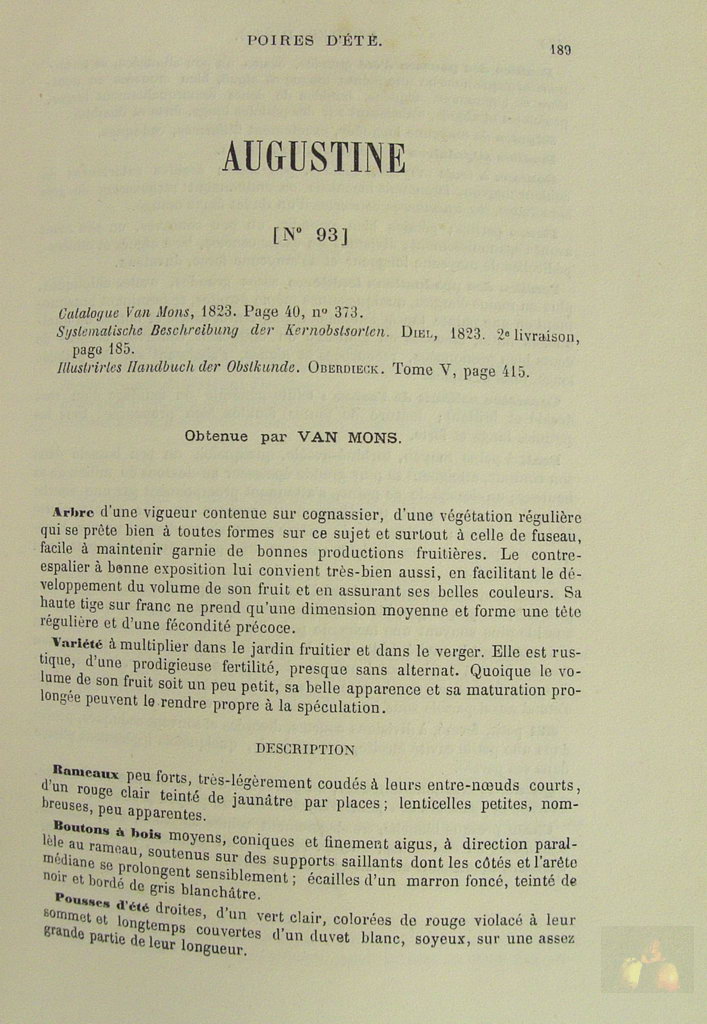 POIRES D'ÉTÉ.
189
AUGUSTINE
[N° 93]
Catalogue Van Mons, 1823. Page 40, n° 373.
Systematische Beschreibung der Kernobstsorten. DIEL, 1823. 2e livraison,
page 185.
Illustrirtes Handbuch der Obstkunde. OBERDIECK. Tome V, page 415.
Obtenue par VAN MONS.
Arbre d'une vigueur contenue sur cognassier, d'une végétation régulière
qui se prête bien à toutes formes sur ce sujet et surtout à celle de fuseau,
facile à maintenir garnie de bonnes productions fruitières. Le contre-
espalier à bonne exposition lui convient très-bien aussi, en facilitant le dé-
veloppement du volume de son fruit et en assurant ses belles couleurs. Sa
haute tige sur franc ne prend qu'une dimension moyenne et forme une tête
régulière et d'une fécondité précoce.
Variété à multiplier dans le jardin fruitier et dans le verger. Elle est rus-
tique, d'une prodigieuse fertilité, presque sans alternat. Quoique le vo-
lume de son fruit soit un peu petit, sa belle apparence et sa maturation pro-
longée peuvent le rendre propre à la spéculation.
DESCRIPTION
Rameaux peu forts, très-légèrement coudés à leurs entre-nœuds courts,
d'un rouge clair teinté de jaunâtre par places; lenticelles petites, nom-
breuses, peu apparentes.
Boutons à bois moyens, coniques et finement aigus, à direction paral-
lèle au rameau, soutenus sur des supports saillants dont les côtés et l'arête
médiane se prolongent sensiblement; écailles d'un marron foncé, teinté de
noir et bordé de gris blanchâtre.
Pousses d'été droites, d'un vert clair, colorées de rouge violacé à leur
sommet et longtemps couvertes d'un duvet blanc, soyeux, sur une assez
grande partie de leur longueur.